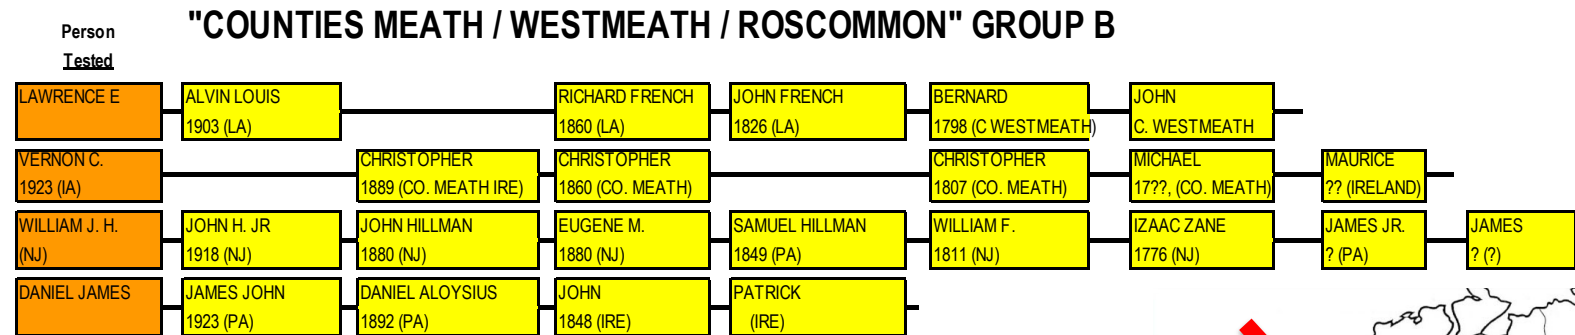 "COUNTIES MEATH / WESTMEATH / ROSCOMMON" GROUP B
Person
Tested
LAWRENCE E
ALVIN LOUIS
1903 (LA)
RICHARD FRENCH
1860 (LA)
JOHN FRENCH
1826 (LA)
BERNARD
1798 (C WESTMEATH)
JOHN
C. WESTMEATH
VERNON C.
1923 (IA)
CHRISTOPHER
1889 (CO. MEATH IRE)
CHRISTOPHER
1860 (CO. MEATH)
CHRISTOPHER
1807 (CO. MEATH)
MICHAEL
17??, (CO. MEATH)
MAURICE
?? (IRELAND)
WILLIAM J. H.
(NJ)
JOHN H. JR
1918 (NJ)
JOHN HILLMAN
1880 (NJ)
EUGENE M.
1880 (NJ)
SAMUEL HILLMAN
1849 (PA)
WILLIAM F.
1811 (NJ)
IZAAC ZANE
1776 (NJ)
JAMES JR.
? (PA)
JAMES
? (?)
DANIEL JAMES
JAMES JOHN
1923 (PA)
DANIEL ALOYSIUS
1892 (PA)
JOHN
1848 (IRE)
PATRICK
(IRE)